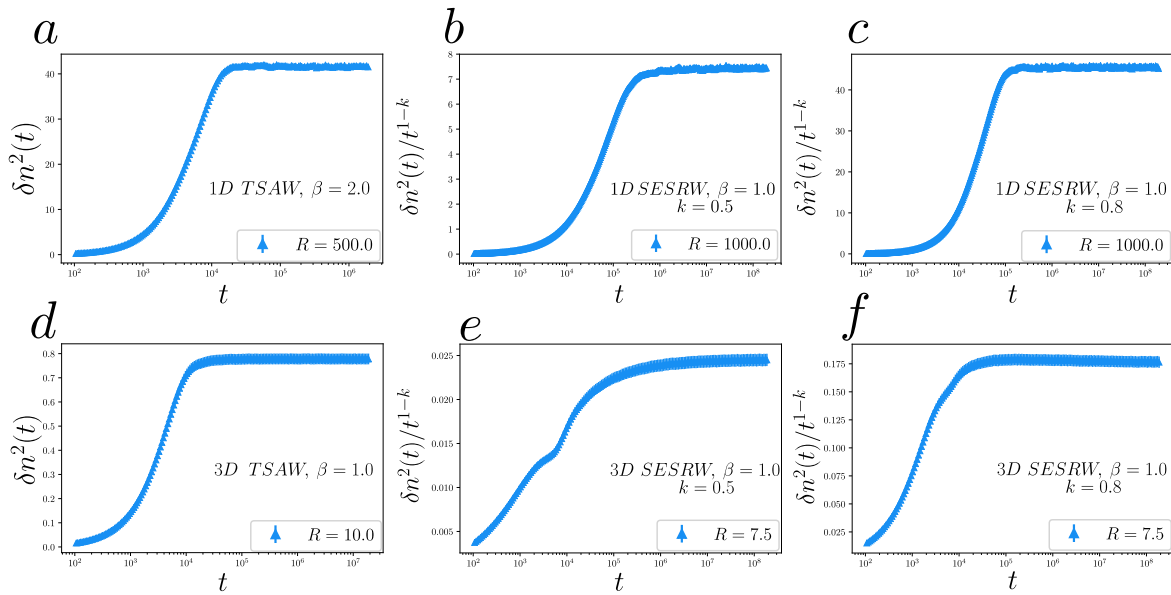 a
δn²(t)
40
30
20
10
0
10² 10³ 10⁴ 10⁵ 10⁶
t
1D TSAW, β = 2.0
R = 500.0
b
δn²(t)/t¹⁻ᵏ
8
7
6
5
4
3
2
1
0
10² 10³ 10⁴ 10⁵ 10⁶ 10⁷ 10⁸
t
1D SESRW, β = 1.0
k = 0.5
R = 1000.0
c
δn²(t)/t¹⁻ᵏ
40
30
20
10
0
10² 10³ 10⁴ 10⁵ 10⁶ 10⁷ 10⁸
t
1D SESRW, β = 1.0
k = 0.8
R = 1000.0
d
δn²(t)
0.8
0.7
0.6
0.5
0.4
0.3
0.2
0.1
0.0
10² 10³ 10⁴ 10⁵ 10⁶ 10⁷
t
3D TSAW, β = 1.0
R = 10.0
e
δn²(t)/t¹⁻ᵏ
0.025
0.020
0.015
0.010
0.005
10² 10³ 10⁴ 10⁵ 10⁶ 10⁷ 10⁸
t
3D SESRW, β = 1.0
k = 0.5
R = 7.5
f
δn²(t)/t¹⁻ᵏ
0.175
0.150
0.125
0.100
0.075
0.050
0.025
10² 10³ 10⁴ 10⁵ 10⁶ 10⁷ 10⁸
t
3D SESRW, β = 1.0
k = 0.8
R = 7.5